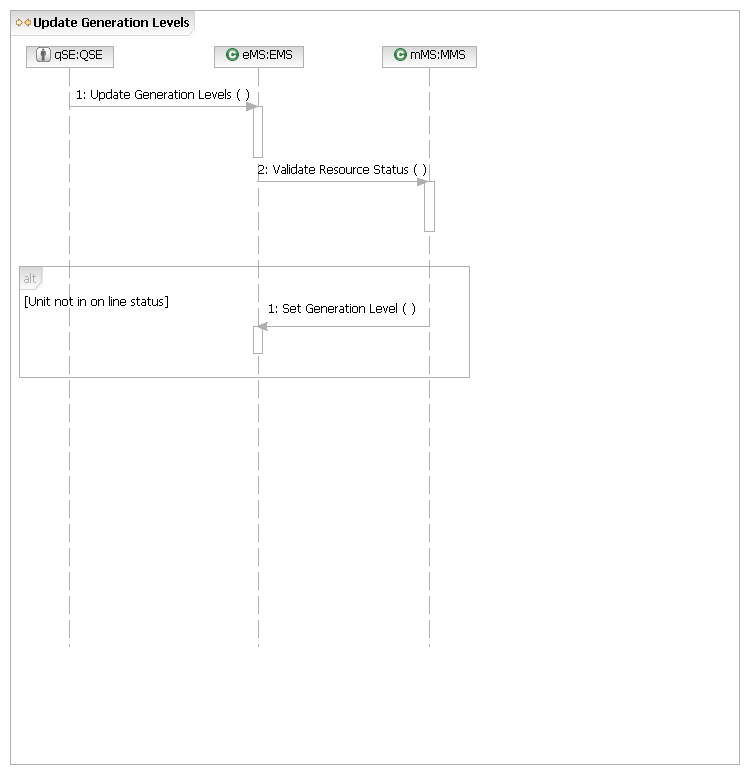 Update Generation Levels
qSE:QSE
eMS:EMS
mMS:MMS
1: Update Generation Levels ( )
2: Validate Resource Status ( )
alt
[Unit not in on line status]
1: Set Generation Level ( )